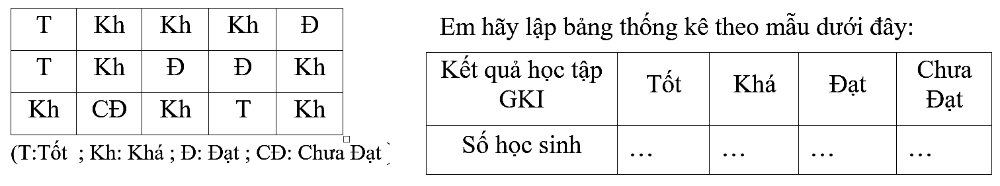 T Kh Kh Kh Đ
T Kh Đ Đ Kh
Kh CĐ Kh T Kh
(T:Tốt ; Kh: Khá ; Đ: Đạt ; CĐ: Chưa Đạt )
Em hãy lập bảng thống kê theo mẫu dưới đây:
Kết quả học tập
GKI
Tốt
Khá
Đạt
Chưa
Đạt
Số học sinh
...
...
...
...